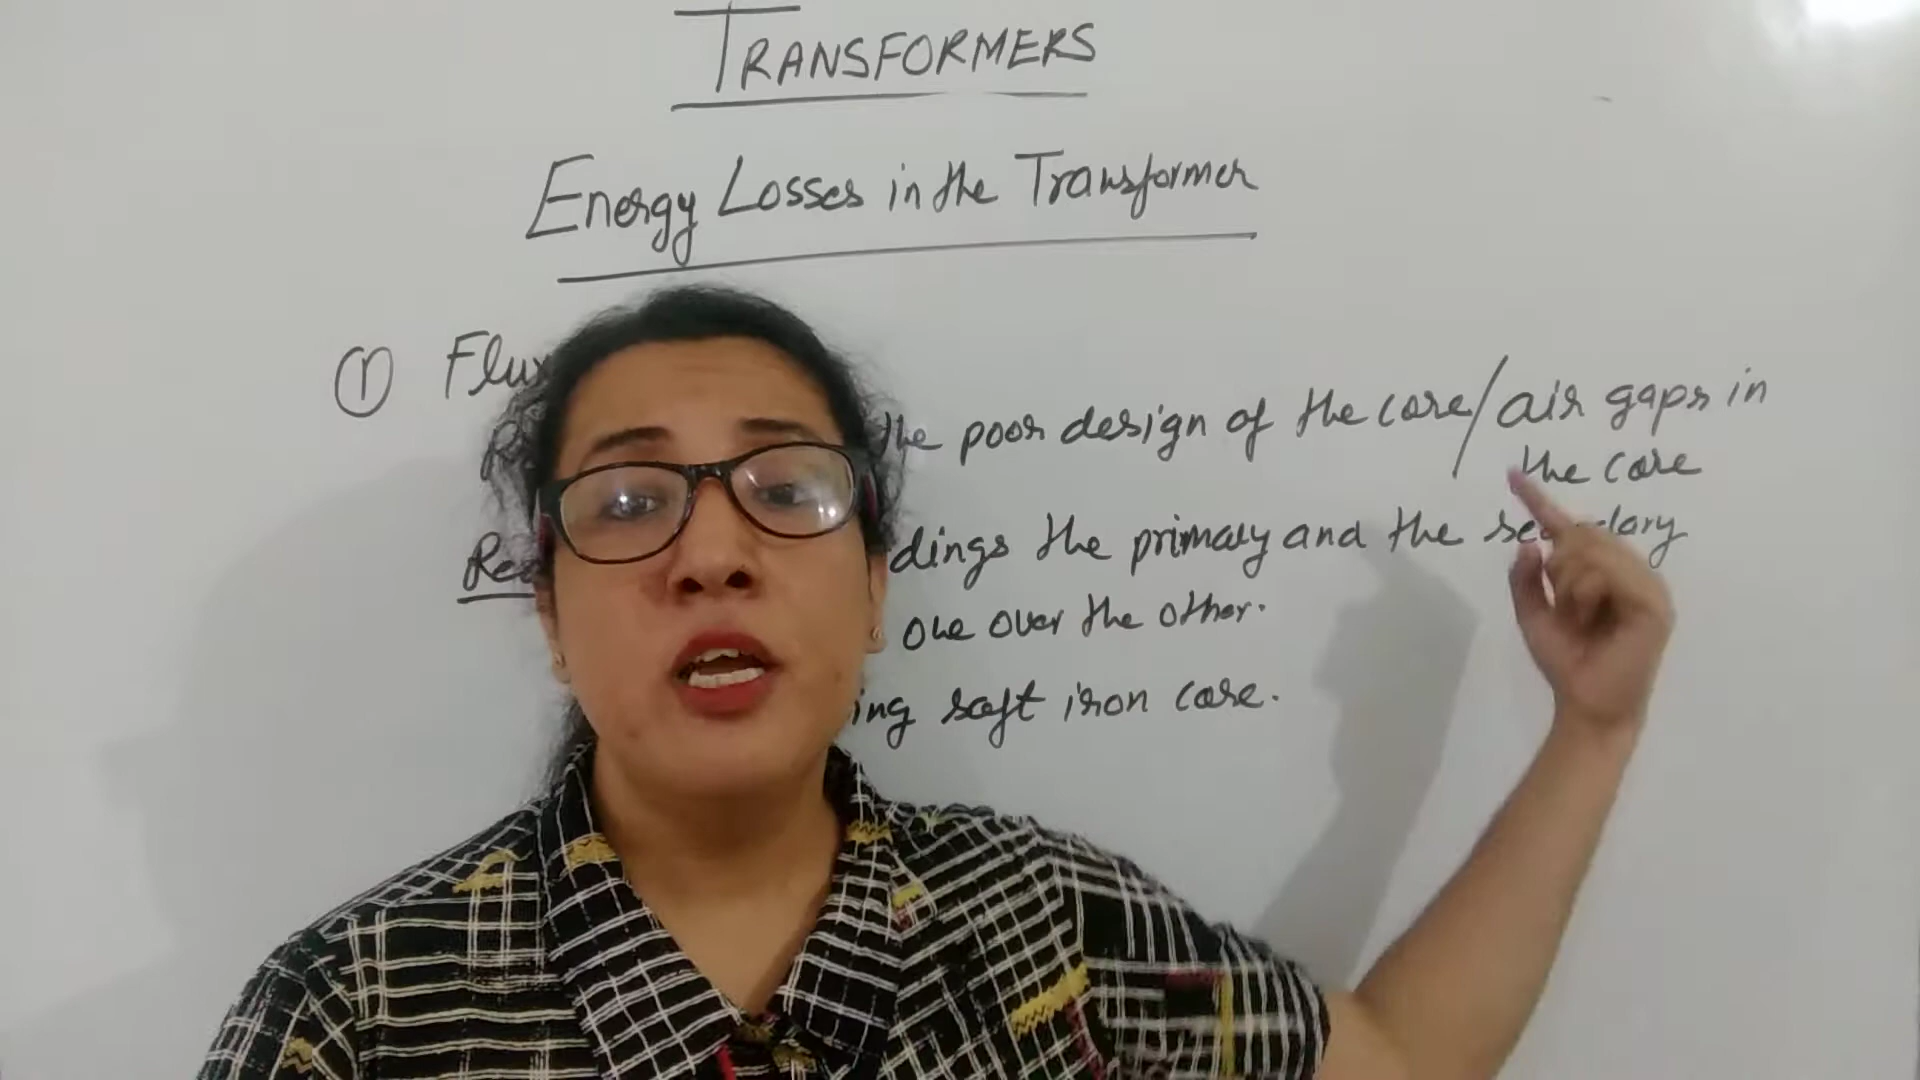 TRANSFORMERS
Energy Losses in the Transformer
① Flux
the poor design of the core/air gaps in
the core
dings the primary and the secondary
one over the other.
ing soft iron core.